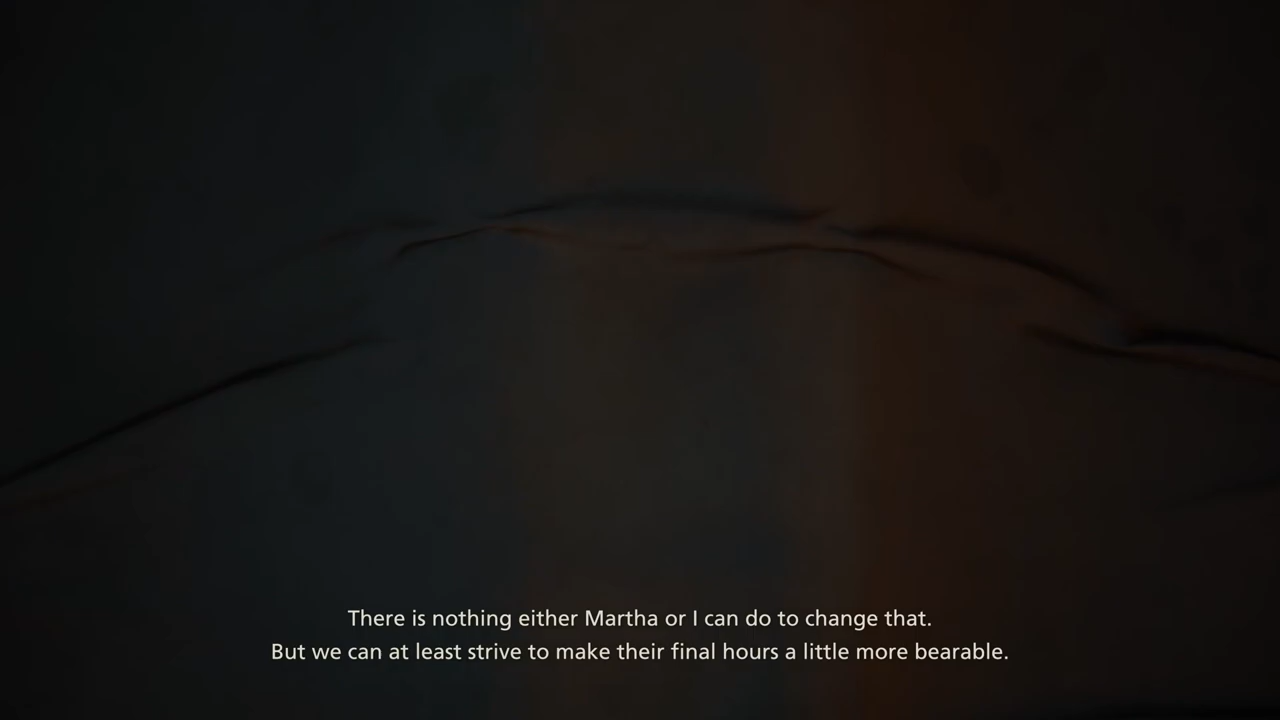 There is nothing either Martha or I can do to change that.
But we can at least strive to make their final hours a little more bearable.